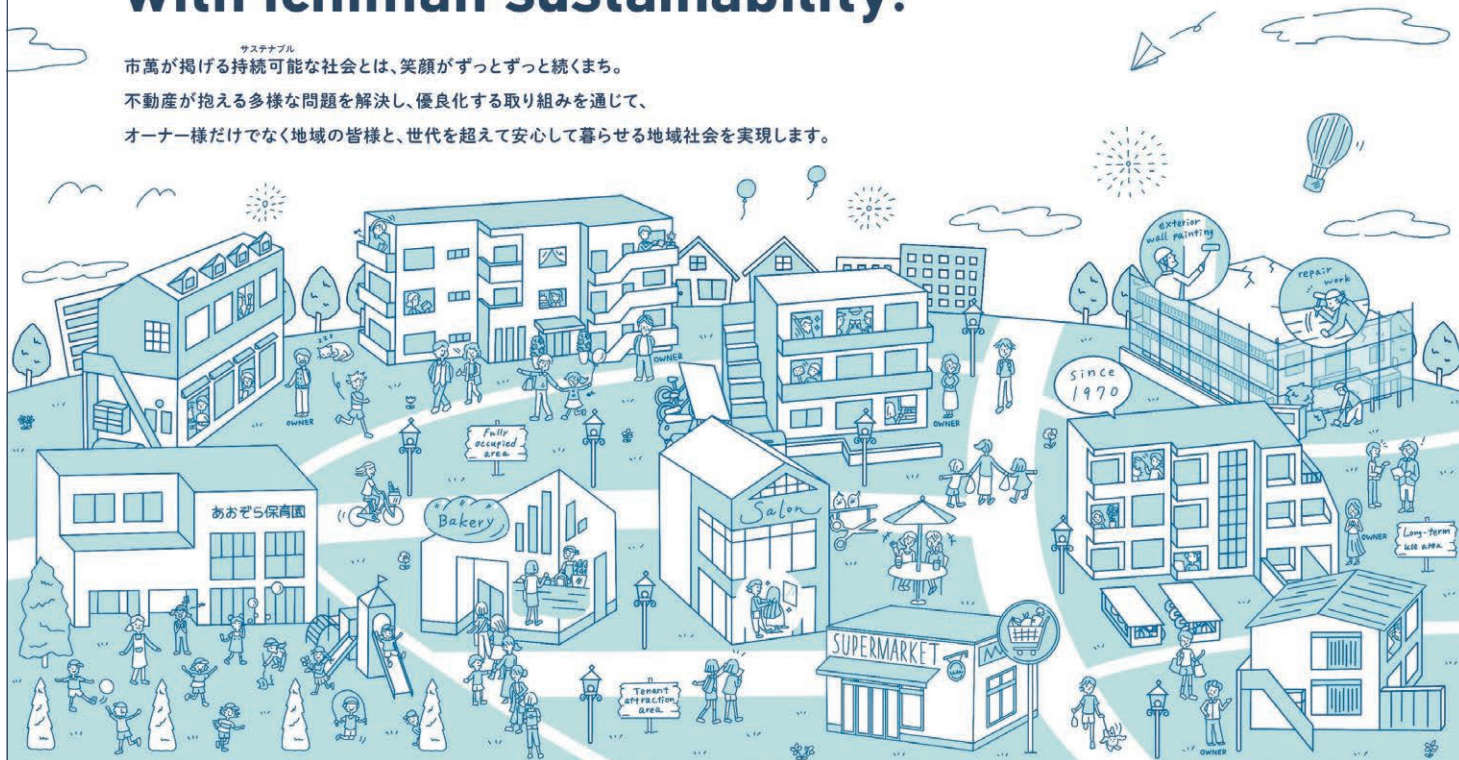 with Ichiman Sustainability.
サステナブル
市萬が掲げる持続可能な社会とは、笑顔がずっとずっと続くまち。
不動産が抱える多様な問題を解決し、優良化する取り組みを通じて、
オーナー様だけでなく地域の皆様と、世代を超えて安心して暮らせる地域社会を実現します。
exterior
wall painting
repair
work
zzz
OWNER
OWNER
OWNER
since
1970
Fully
occupied
area
あおぞら保育園
Bakery
Salon
OWNER
Long-term
use area
SUPERMARKET
Tenant
attraction
area
OWNER